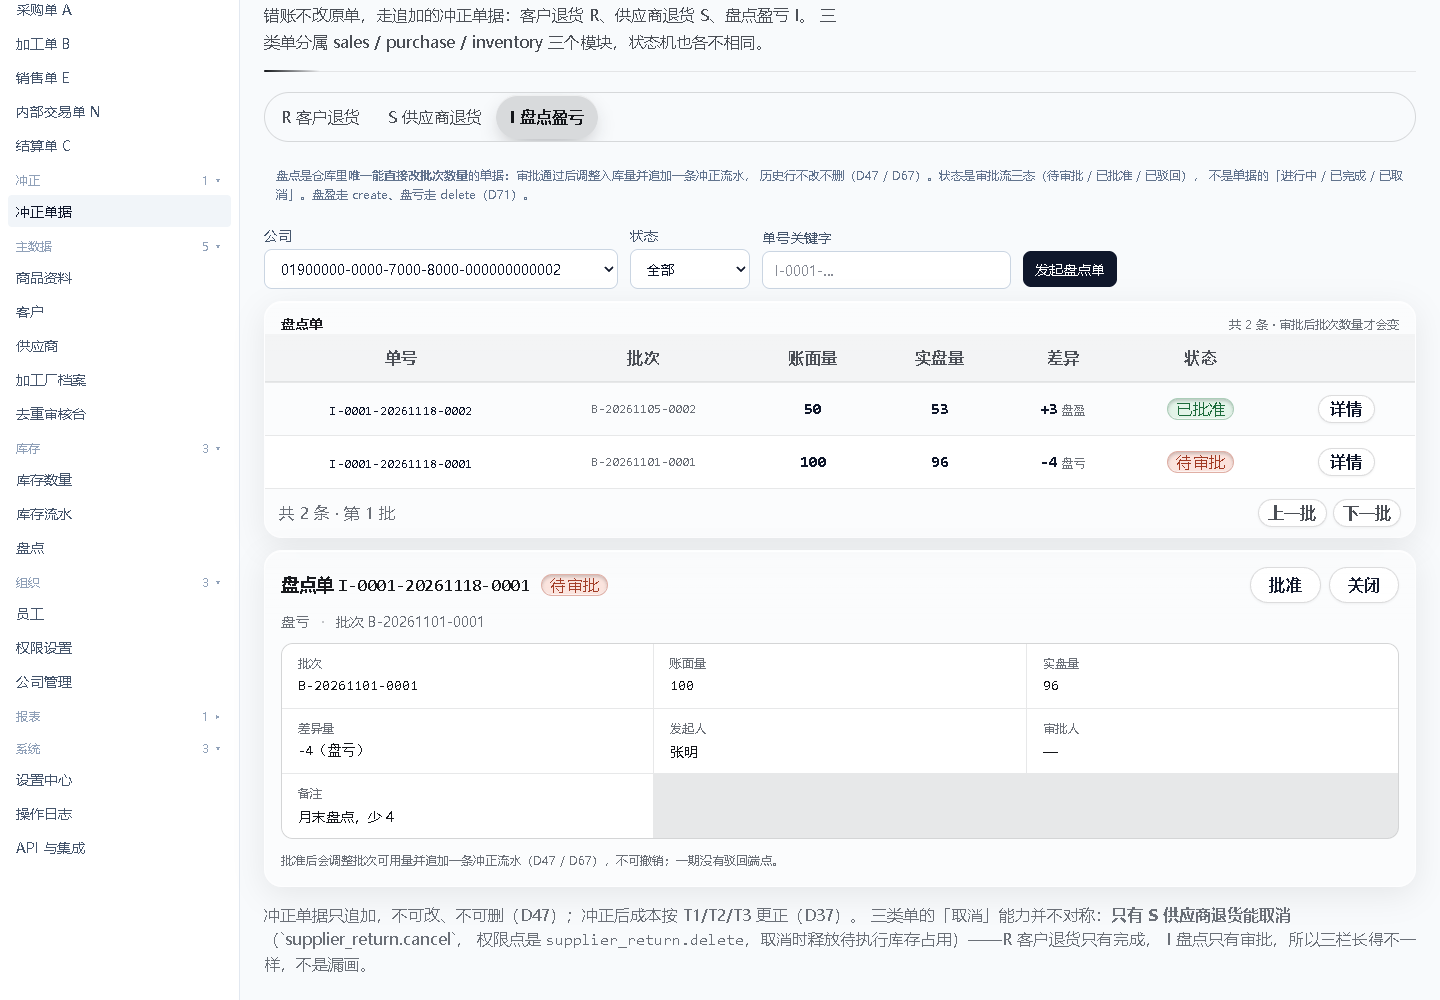 采购单 A
加工单 B
销售单 E
内部交易单 N
结算单 C
冲正 1
冲正单据
主数据 5
商品资料
客户
供应商
加工厂档案
去重审核台
库存 3
库存数量
库存流水
盘点
组织 3
员工
权限设置
公司管理
报表 1
系统 3
设置中心
操作日志
API 与集成
错账不改原单，走追加的冲正单据：客户退货 R、供应商退货 S、盘点盈亏 I。 三
类单分属 sales / purchase / inventory 三个模块，状态机也各不相同。
R 客户退货 S 供应商退货 I 盘点盈亏
盘点是仓库里唯一能直接改批次数量的单据：审批通过后调整入库量并追加一条冲正流水， 历史行不改不删（D47 / D67）。状态是审批流三态（待审批 / 已批准 / 已驳回）， 不是单据的「进行中 / 已完成 / 已取
消」。盘盈走 create、盘亏走 delete（D71）。
公司 状态 单号关键字
01900000-0000-7000-8000-000000000002 全部 I-0001-... 发起盘点单
盘点单 共 2 条 · 审批后批次数量才会变
单号 批次 账面量 实盘量 差异 状态
I-0001-20261118-0002 B-20261105-0002 50 53 +3 盘盈 已批准 详情
I-0001-20261118-0001 B-20261101-0001 100 96 -4 盘亏 待审批 详情
共 2 条 · 第 1 批 上一批 下一批
盘点单 I-0001-20261118-0001 待审批 批准 关闭
盘亏 · 批次 B-20261101-0001
批次 账面量 实盘量
B-20261101-0001 100 96
差异量 发起人 审批人
-4（盘亏） 张明 —
备注
月末盘点，少 4
批准后会调整批次可用量并追加一条冲正流水（D47 / D67），不可撤销；一期没有驳回端点。
冲正单据只追加，不可改、不可删（D47）；冲正后成本按 T1/T2/T3 更正（D37）。 三类单的「取消」能力并不对称：只有 S 供应商退货能取消
（`supplier_return.cancel`， 权限点是 supplier_return.delete，取消时释放待执行库存占用）——R 客户退货只有完成， I 盘点只有审批，所以三栏长得不一
样，不是漏画。